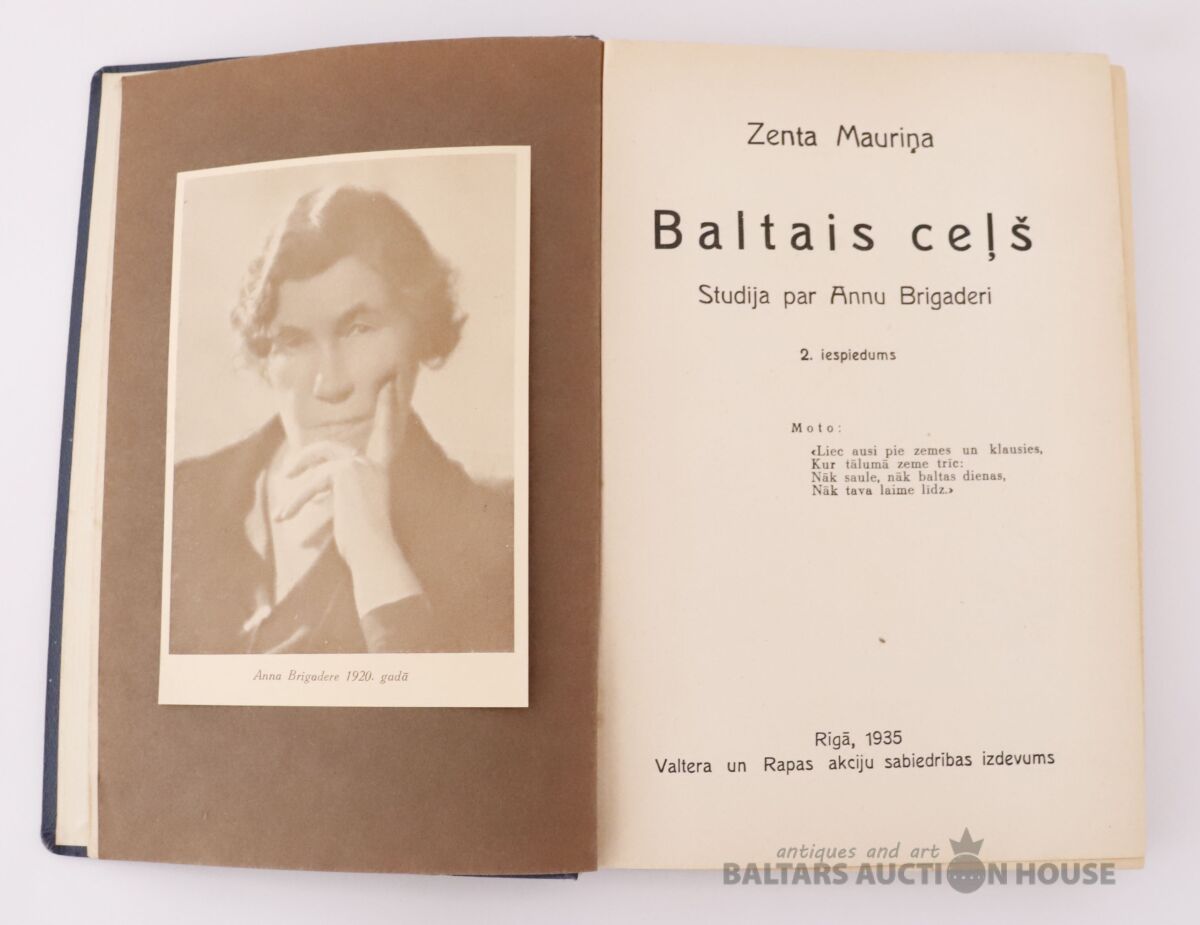 Anna Brigadere 1920. gadā
Zenta Mauriņa
Baltais ceļš
Studija par Annu Brigaderi
2. iespiedums
Moto:
‹Liec ausi pie zemes un klausies,
Kur tālumā zeme trīc:
Nāk saule, nāk baltas dienas,
Nāk tava laime līdz.›
Rīgā, 1935
Valtera un Rapas akciju sabiedrības izdevums
antiques and art
BALTARS AUCTION HOUSE